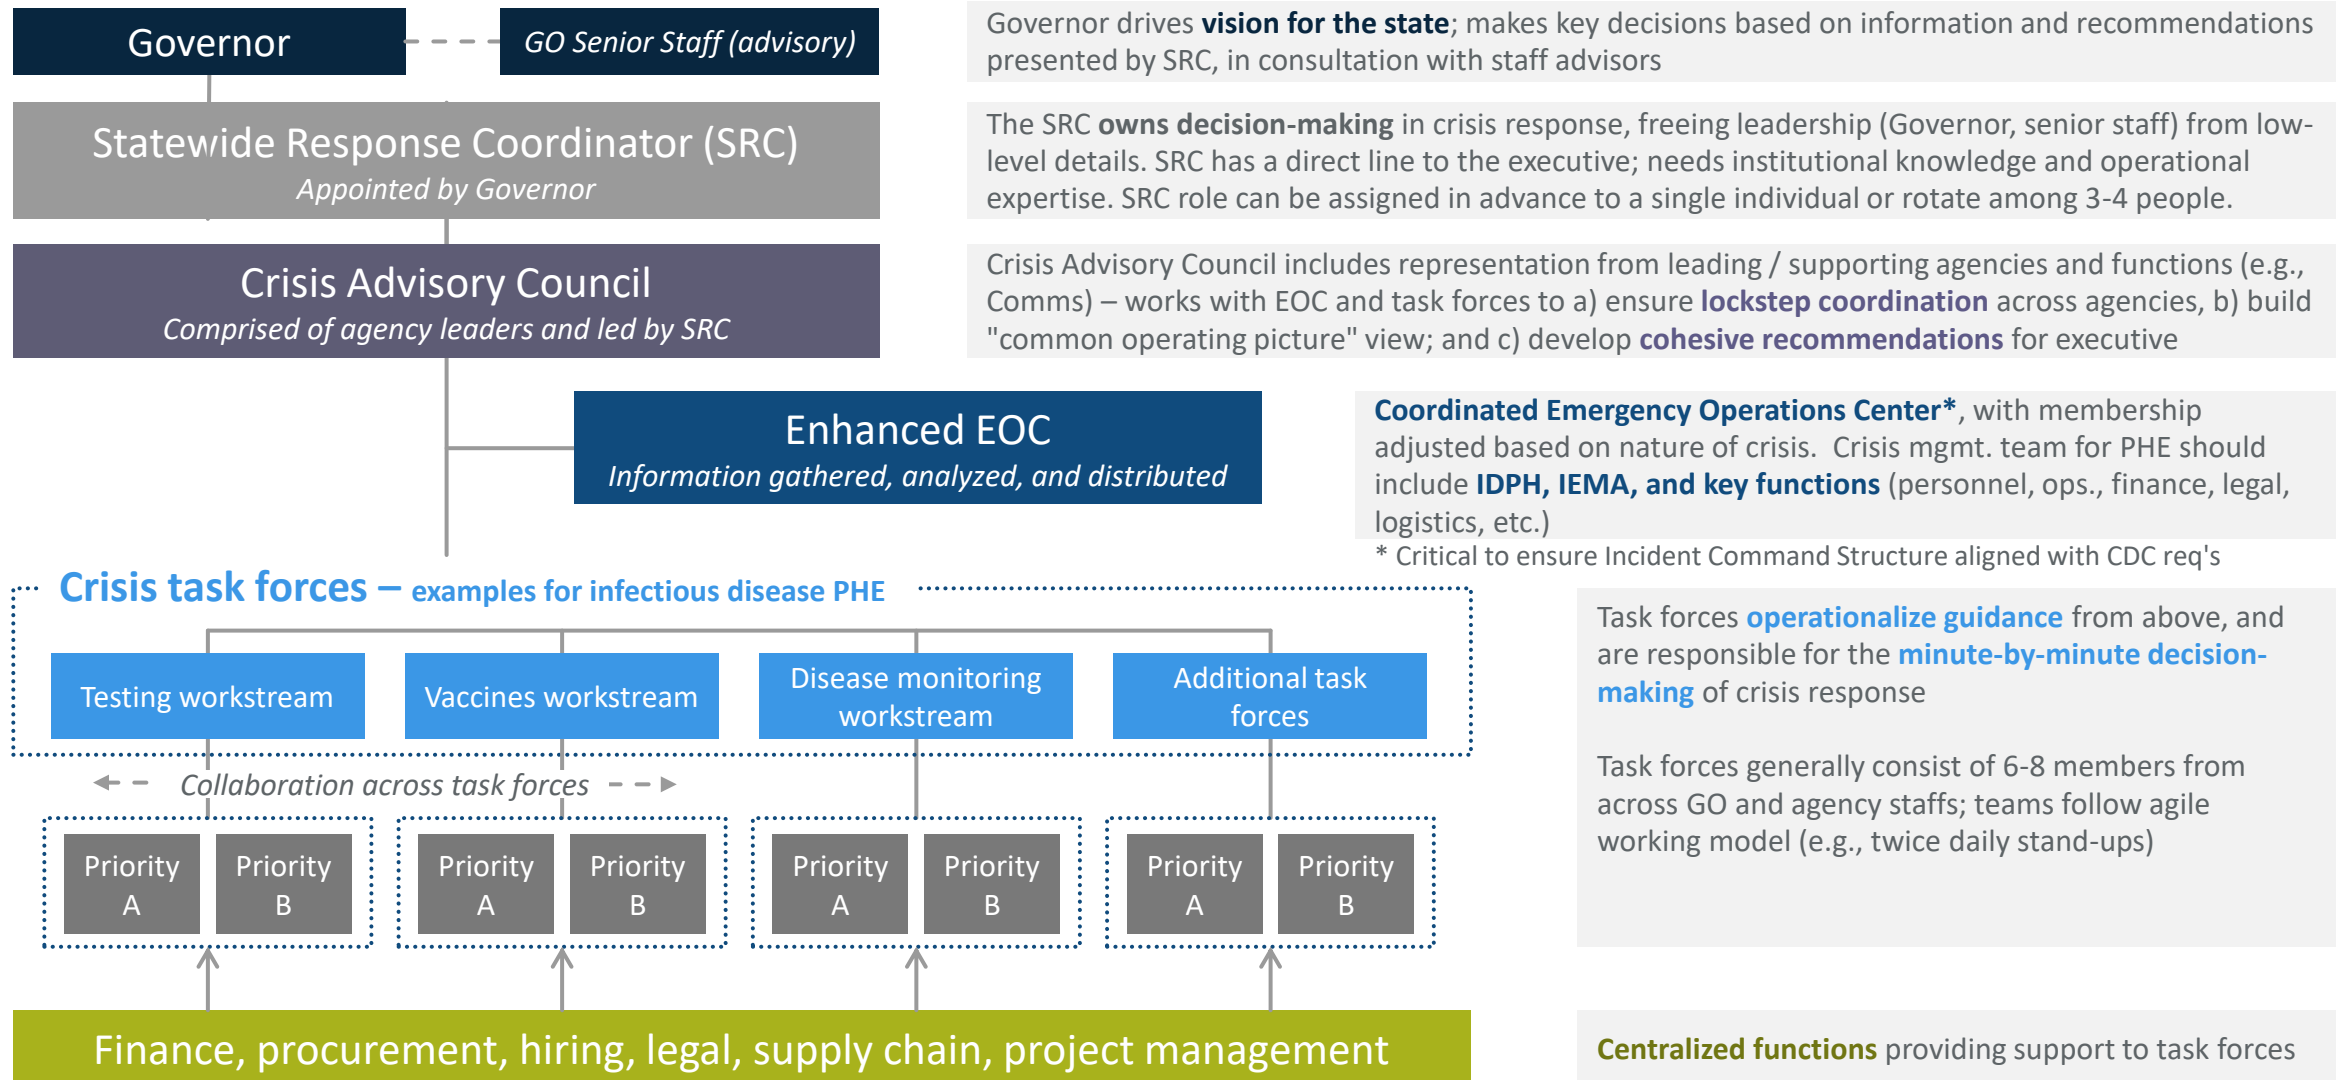 Governor
GO Senior Staff (advisory)
Governor drives vision for the state; makes key decisions based on information and recommendations
presented by SRC, in consultation with staff advisors
Statewide Response Coordinator (SRC)
Appointed by Governor
The SRC owns decision-making in crisis response, freeing leadership (Governor, senior staff) from low-
level details. SRC has a direct line to the executive; needs institutional knowledge and operational
expertise. SRC role can be assigned in advance to a single individual or rotate among 3-4 people.
Crisis Advisory Council
Comprised of agency leaders and led by SRC
Crisis Advisory Council includes representation from leading / supporting agencies and functions (e.g.,
Comms) – works with EOC and task forces to a) ensure lockstep coordination across agencies, b) build
"common operating picture" view; and c) develop cohesive recommendations for executive
Enhanced EOC
Information gathered, analyzed, and distributed
Coordinated Emergency Operations Center*, with membership
adjusted based on nature of crisis.  Crisis mgmt. team for PHE should
include IDPH, IEMA, and key functions (personnel, ops., finance, legal,
logistics, etc.)
* Critical to ensure Incident Command Structure aligned with CDC req's
Crisis task forces – examples for infectious disease PHE
Testing workstream
Vaccines workstream
Disease monitoring
workstream
Additional task
forces
Task forces operationalize guidance from above, and
are responsible for the minute-by-minute decision-
making of crisis response
Task forces generally consist of 6-8 members from
across GO and agency staffs; teams follow agile
working model (e.g., twice daily stand-ups)
Collaboration across task forces
Priority
A
Priority
B
Priority
A
Priority
B
Priority
A
Priority
B
Priority
A
Priority
B
Finance, procurement, hiring, legal, supply chain, project management
Centralized functions providing support to task forces